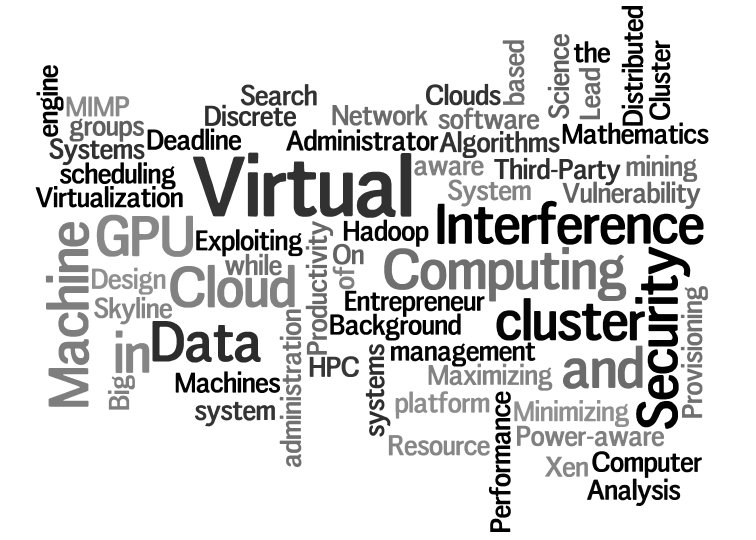 engine
MIMP
groups
Systems
scheduling
Virtualization
Search
Discrete
Deadline
Network
Administrator
Clouds
software
Algorithms
based
Science
the
Lead
Distributed
Cluster
Mathematics
Virtual
aware
Third-Party
mining
System
Vulnerability
Machine
GPU
Exploiting
while
Design
Skyline
Cloud
Productivity
Hadoop
On
of
Interference
Computing
Entrepreneur
Background
cluster
Security
Provisioning
in
Data
Big
Machines
system
administration
HPC
systems
management
Maximizing
and
platform
Minimizing
Resource
Performance
Power-aware
Xen
Computer
Analysis